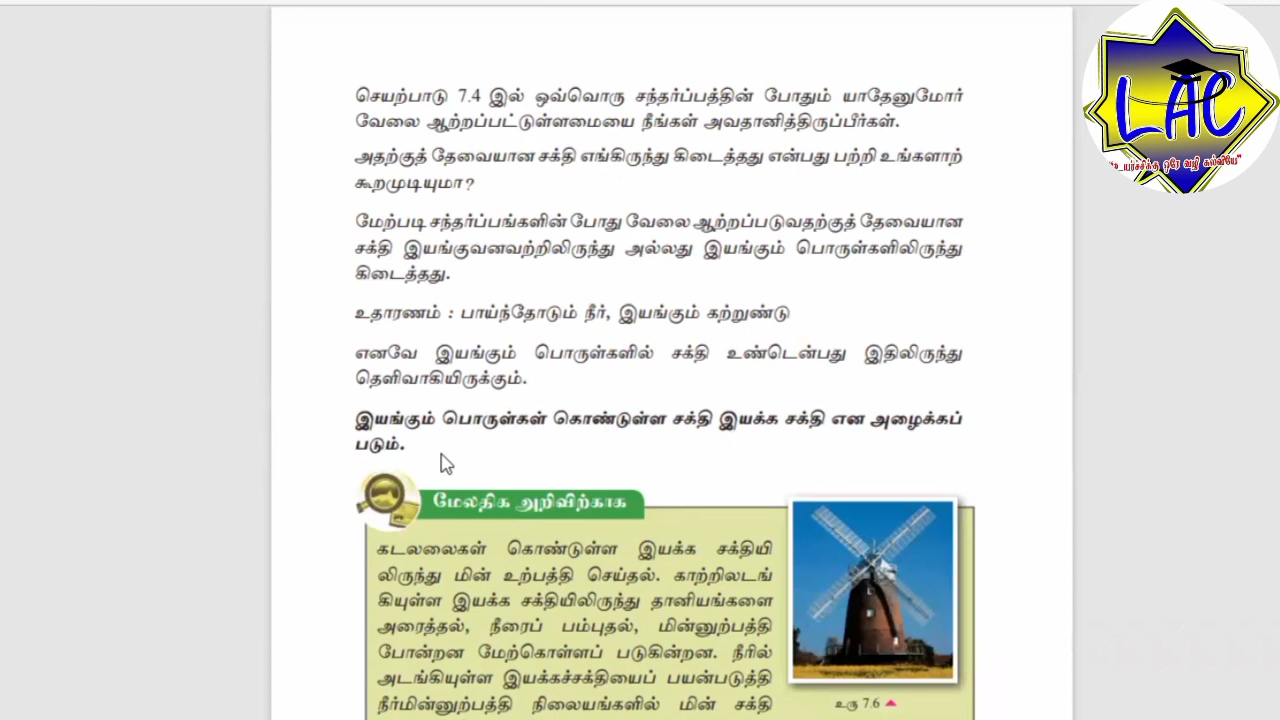 செயற்பாடு 7.4 இல் ஒவ்வொரு சந்தர்ப்பத்தின் போதும் யாதேனுமோர்
வேலை ஆற்றப்பட்டுள்ளமையை நீங்கள் அவதானித்திருப்பீர்கள்.
அதற்குத் தேவையான சக்தி எங்கிருந்து கிடைத்தது என்பது பற்றி உங்களாற்
கூறமுடியுமா?
மேற்படி சந்தர்ப்பங்களின் போது வேலை ஆற்றப்படுவதற்குத் தேவையான
சக்தி இயங்குவனவற்றிலிருந்து அல்லது இயங்கும் பொருள்களிலிருந்து
கிடைத்தது.
உதாரணம் : பாய்ந்தோடும் நீர், இயங்கும் கற்றுண்டு
எனவே இயங்கும் பொருள்களில் சக்தி உண்டென்பது இதிலிருந்து
தெளிவாகியிருக்கும்.
இயங்கும் பொருள்கள் கொண்டுள்ள சக்தி இயக்க சக்தி என அழைக்கப்
படும்.
மேலதிக அறிவிற்காக
கடலலைகள் கொண்டுள்ள இயக்க சக்தியி
லிருந்து மின் உற்பத்தி செய்தல். காற்றிலடங்
கியுள்ள இயக்க சக்தியிலிருந்து தானியங்களை
அரைத்தல், நீரைப் பம்புதல், மின்னுற்பத்தி
போன்றன மேற்கொள்ளப் படுகின்றன. நீரில்
அடங்கியுள்ள இயக்கச்சக்தியைப் பயன்படுத்தி
நீர்மின்னுற்பத்தி நிலையங்களில் மின் சக்தி
உரு 7.6
LAC
"உயர்ச்சிக்கு ஒரே வழி கல்வியே"